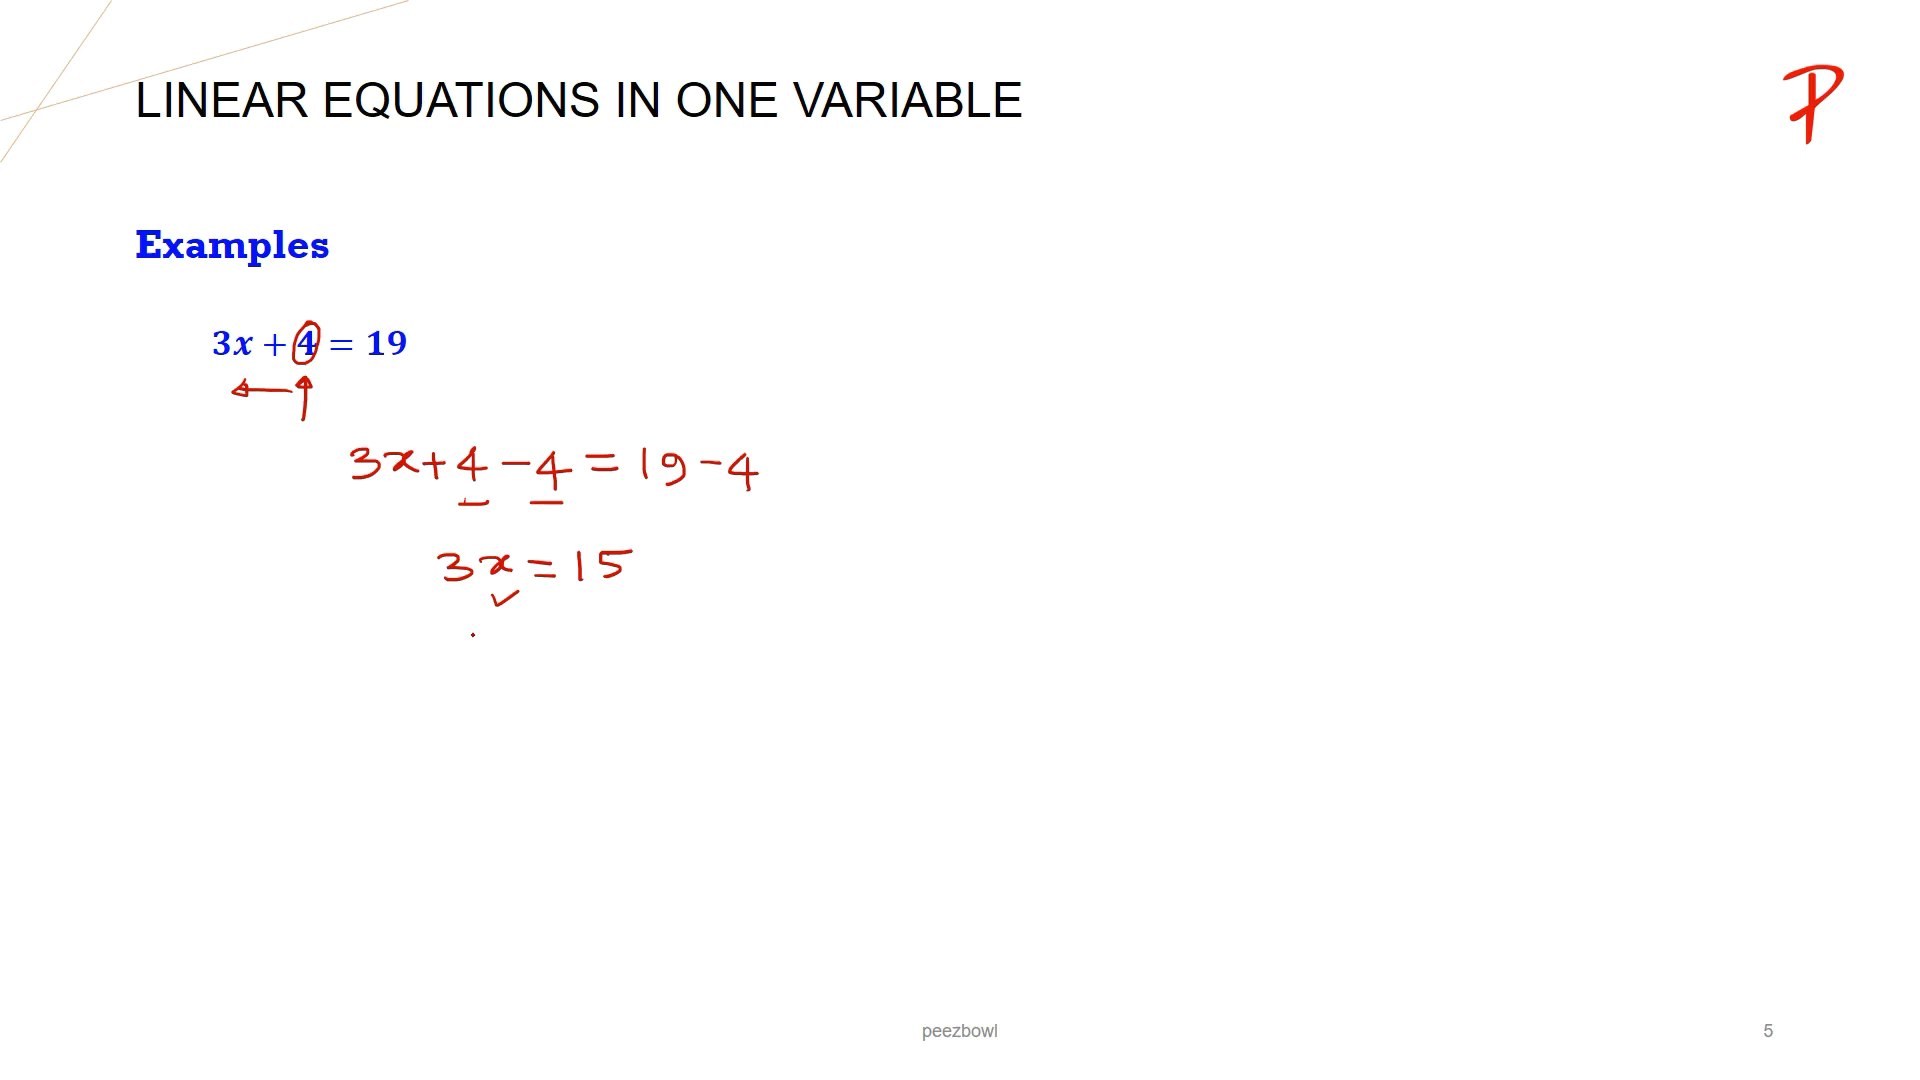 LINEAR EQUATIONS IN ONE VARIABLE
P
Examples
3x + 4 = 19
3x + 4 - 4 = 19 - 4
3x = 15
peezbowl
5